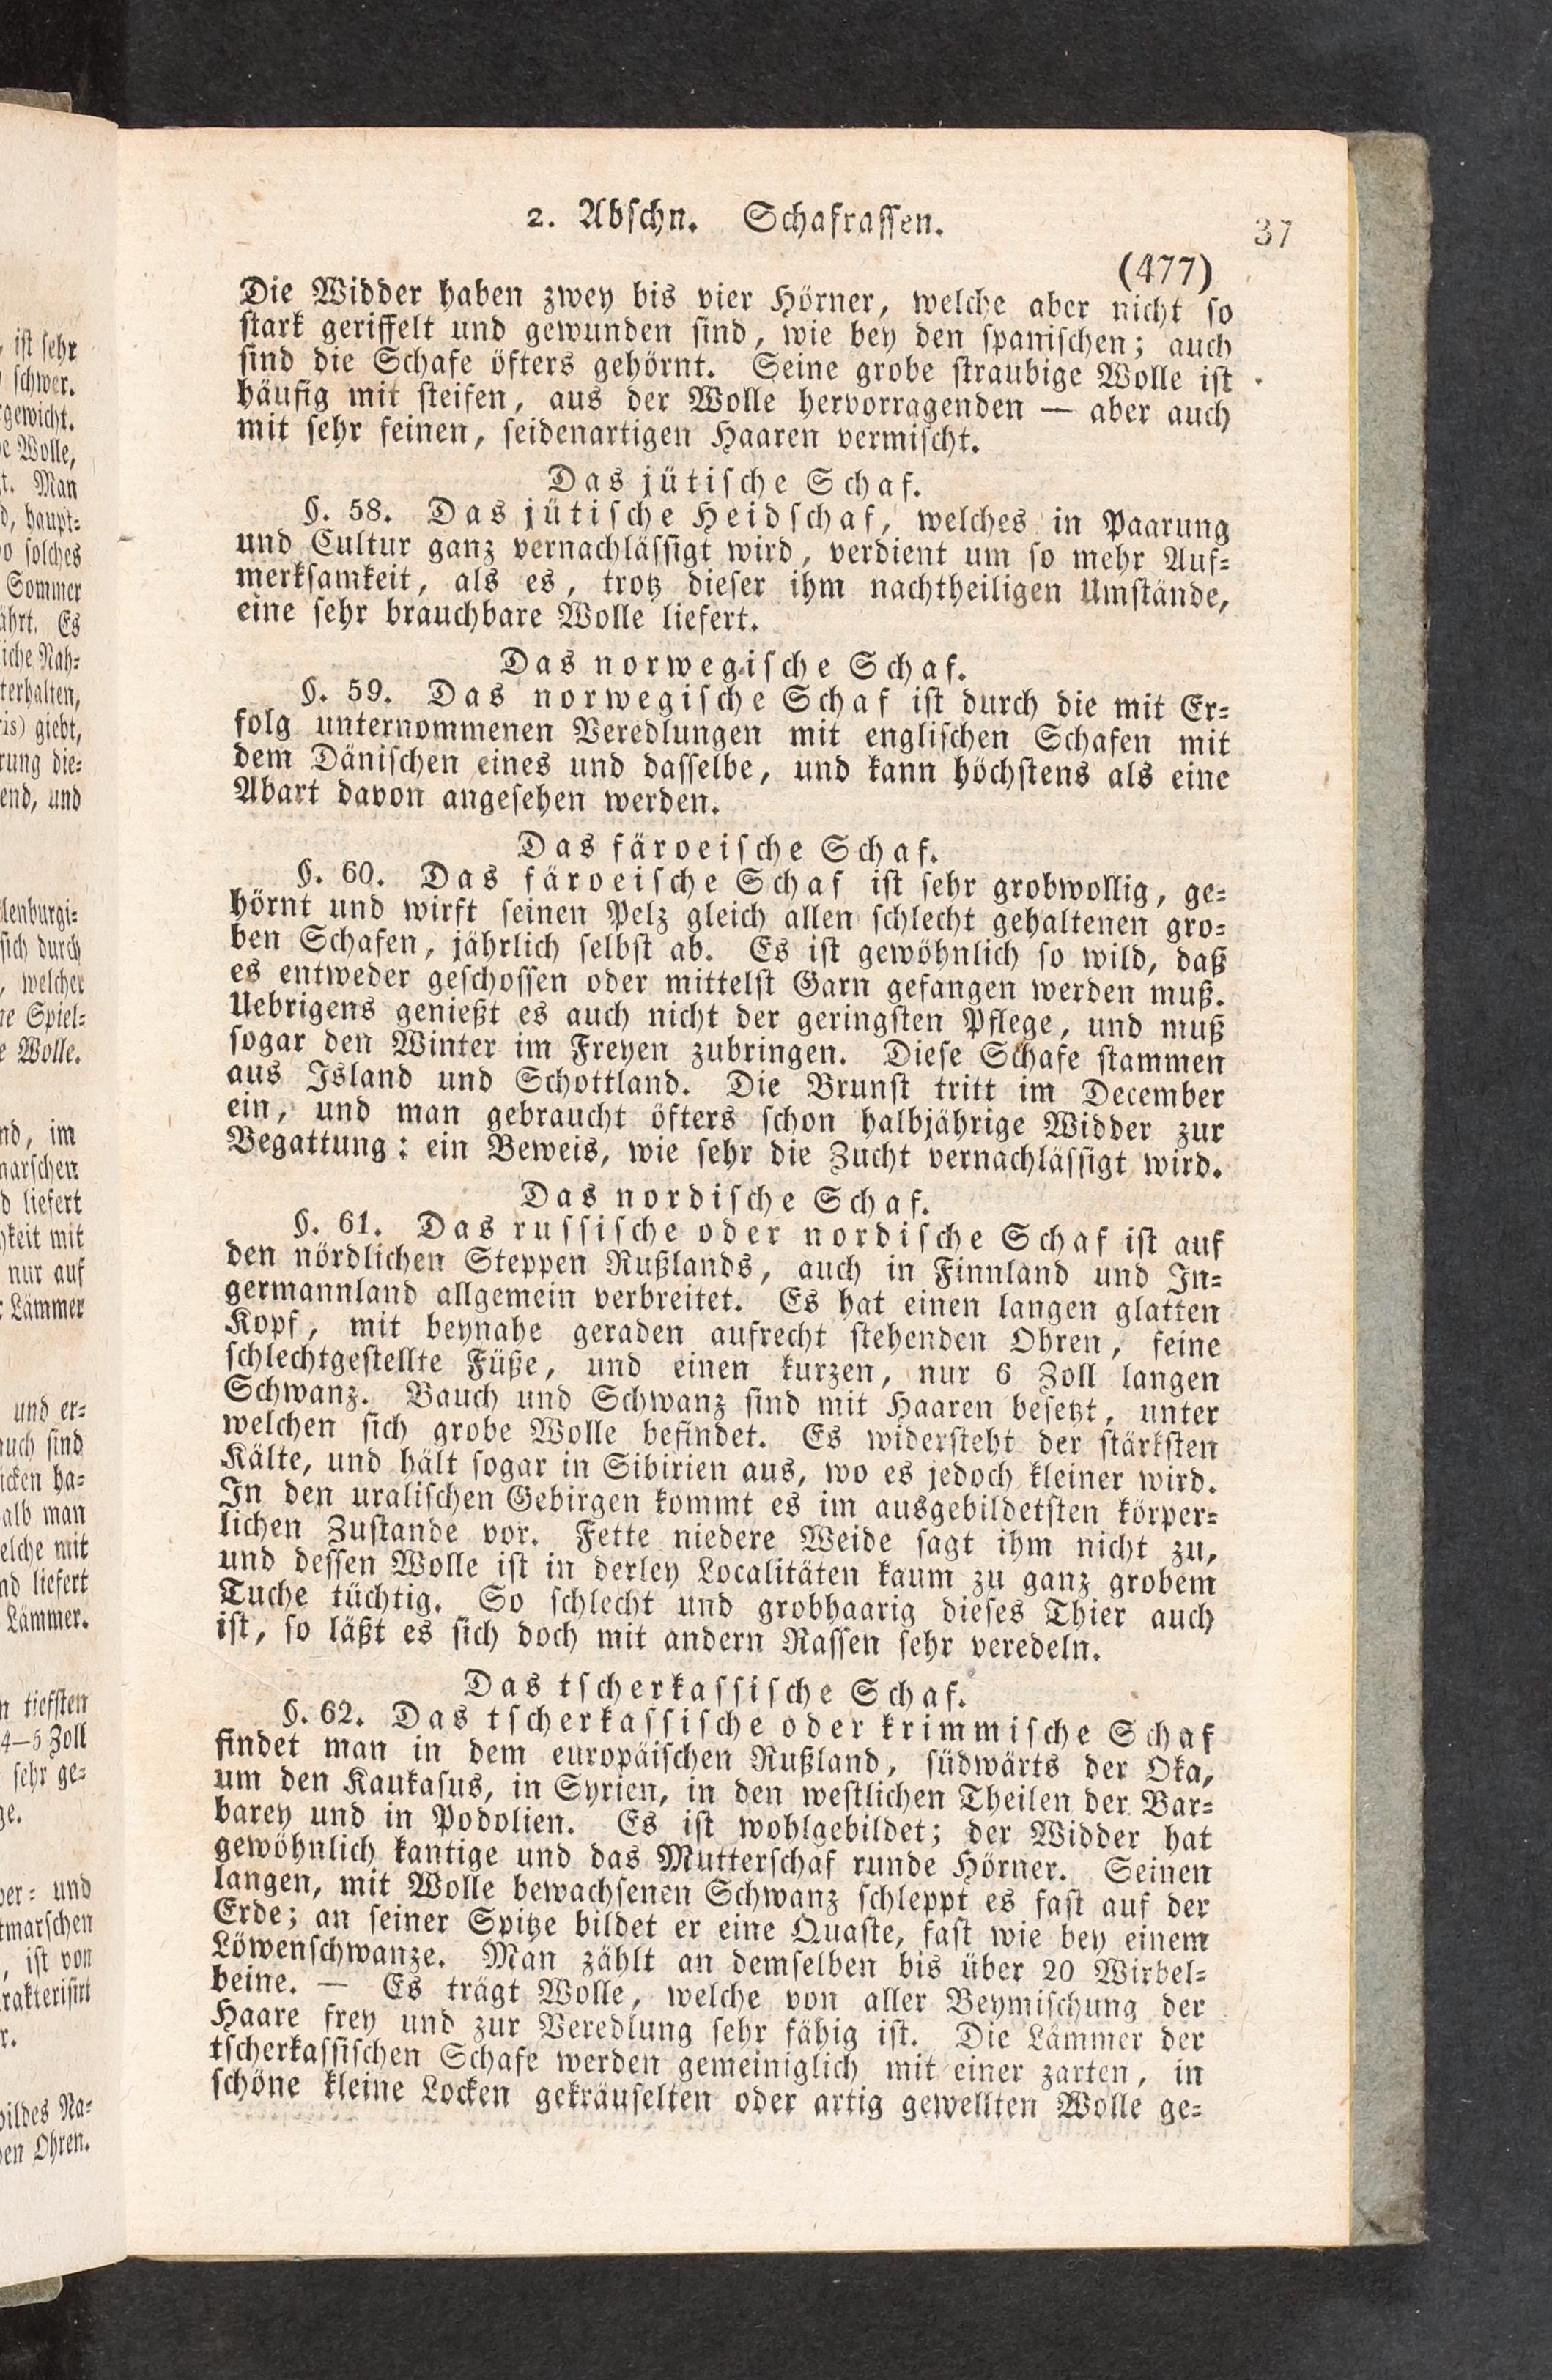 2. Abschn. Schafrassen.
37
(477)
Die Widder haben zwey bis vier Hörner, welche aber nicht so
stark geriffelt und gewunden sind, wie bey den spanischen; auch
sind die Schafe öfters gehörnt. Seine grobe straubige Wolle ist
häufig mit steifen, aus der Wolle hervorragenden — aber auch
mit sehr feinen, seidenartigen Haaren vermischt.
Das jütische Schaf.
§. 58. Das jütische Heidschaf, welches in Paarung
und Cultur ganz vernachlässigt wird, verdient um so mehr Auf=
merksamkeit, als es, trotz dieser ihm nachtheiligen Umstände,
eine sehr brauchbare Wolle liefert.
Das norwegische Schaf.
§. 59. Das norwegische Schaf ist durch die mit Er=
folg unternommenen Veredlungen mit englischen Schafen mit
dem Dänischen eines und dasselbe, und kann höchstens als eine
Abart davon angesehen werden.
Das färoeische Schaf.
§. 60. Das färoeische Schaf ist sehr grobwollig, ge=
hörnt und wirft seinen Pelz gleich allen schlecht gehaltenen gro=
ben Schafen, jährlich selbst ab. Es ist gewöhnlich so wild, daß
es entweder geschossen oder mittelst Garn gefangen werden muß.
Uebrigens genießt es auch nicht der geringsten Pflege, und muß
sogar den Winter im Freyen zubringen. Diese Schafe stammen
aus Island und Schottland. Die Brunst tritt im December
ein, und man gebraucht öfters schon halbjährige Widder zur
Begattung: ein Beweis, wie sehr die Zucht vernachlässigt wird.
Das nordische Schaf.
§. 61. Das russische oder nordische Schaf ist auf
den nördlichen Steppen Rußlands, auch in Finnland und In=
germannland allgemein verbreitet. Es hat einen langen glatten
Kopf, mit beynahe geraden aufrecht stehenden Ohren, feine
schlechtgestellte Füße, und einen kurzen, nur 6 Zoll langen
Schwanz. Bauch und Schwanz sind mit Haaren besetzt, unter
welchen sich grobe Wolle befindet. Es widersteht der stärksten
Kälte, und hält sogar in Sibirien aus, wo es jedoch kleiner wird.
In den uralischen Gebirgen kommt es im ausgebildetsten körper=
lichen Zustande vor. Fette niedere Weide sagt ihm nicht zu,
und dessen Wolle ist in derley Localitäten kaum zu ganz grobem
Tuche tüchtig. So schlecht und grobhaarig dieses Thier auch
ist, so läßt es sich doch mit andern Rassen sehr veredeln.
Das tscherkassische Schaf.
§. 62. Das tscherkassische oder krimmische Schaf
findet man in dem europäischen Rußland, südwärts der Oka,
um den Kaukasus, in Syrien, in den westlichen Theilen der Bar=
barey und in Podolien. Es ist wohlgebildet; der Widder hat
gewöhnlich kantige und das Mutterschaf runde Hörner. Seinen
langen, mit Wolle bewachsenen Schwanz schleppt es fast auf der
Erde; an seiner Spitze bildet er eine Quaste, fast wie bey einem
Löwenschwanze. Man zählt an demselben bis über 20 Wirbel=
beine. — Es trägt Wolle, welche von aller Beymischung der
Haare frey und zur Veredlung sehr fähig ist. Die Lämmer der
tscherkassischen Schafe werden gemeiniglich mit einer zarten, in
schöne kleine Locken gekräuselten oder artig gewellten Wolle ge=